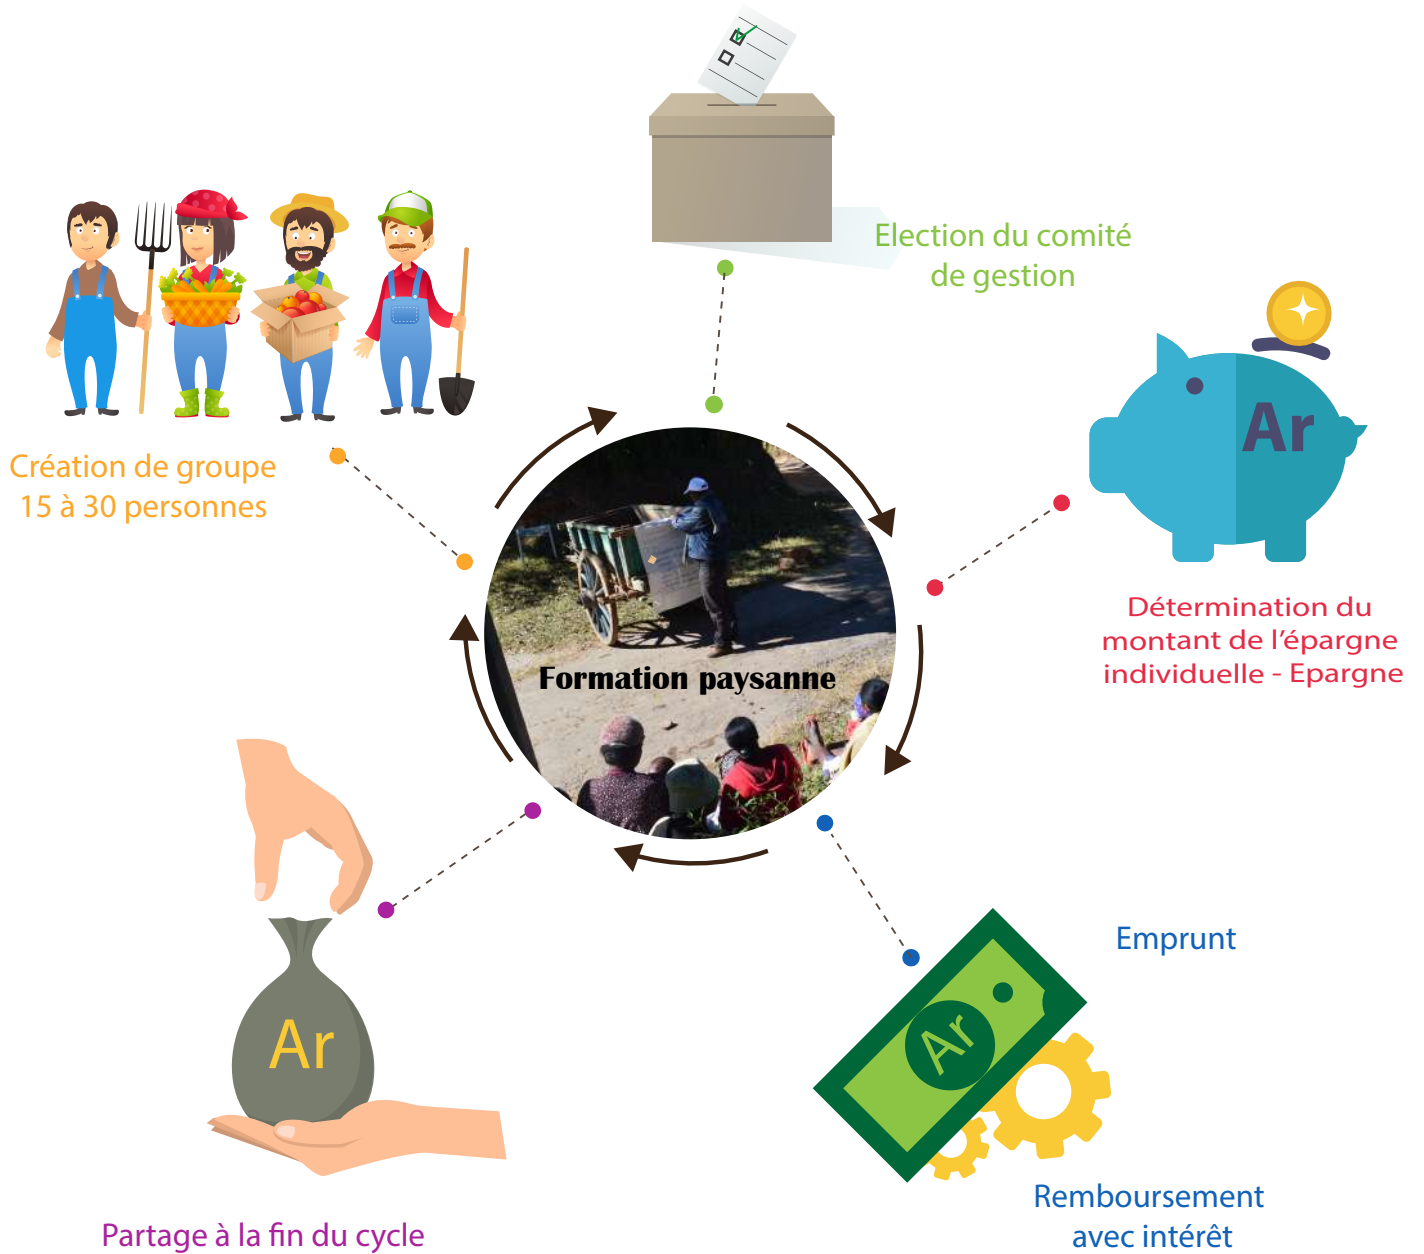 Election du comité
de gestion
Ar
Création de groupe
15 à 30 personnes
Détermination du
montant de l’épargne
individuelle - Epargne
Formation paysanne
Emprunt
Ar
Ar
Remboursement
avec intérêt
Partage à la fin du cycle